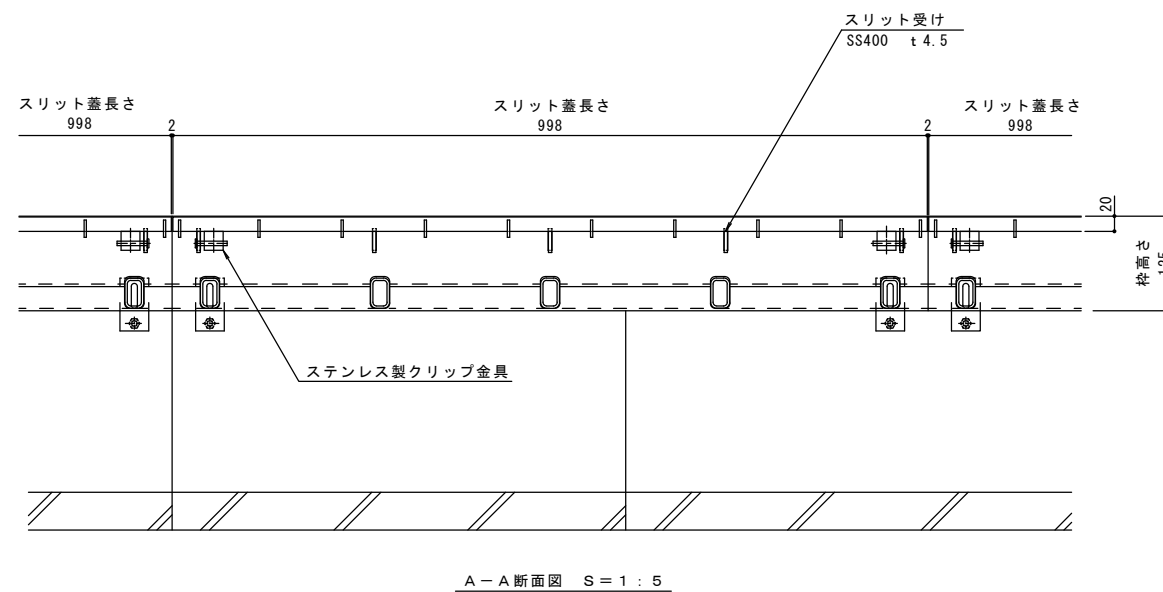 スリット受け
SS400 t4.5
スリット蓋長さ
998
2
スリット蓋長さ
998
2
スリット蓋長さ
998
20
枠高さ
125
ステンレス製クリップ金具
A-A断面図 S=1:5